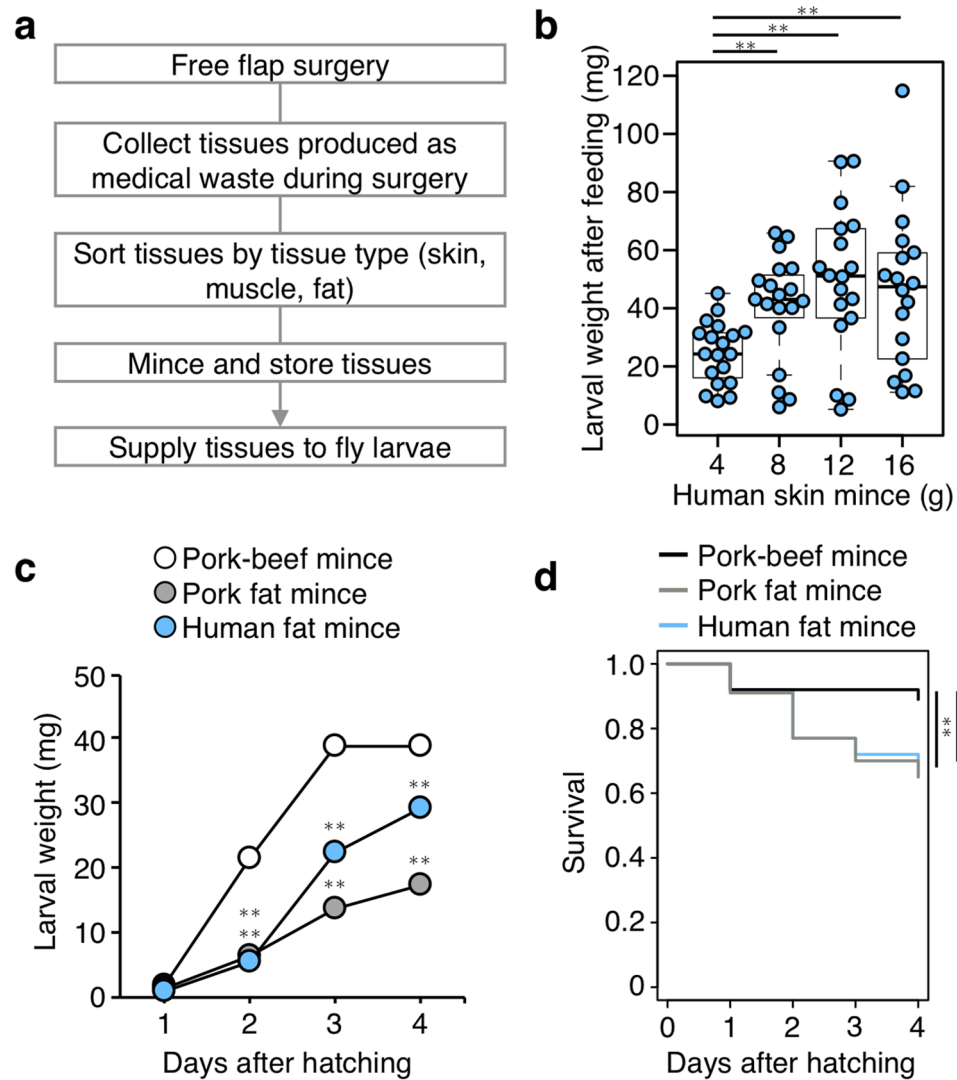 a
Free flap surgery
Collect tissues produced as
medical waste during surgery
Sort tissues by tissue type (skin,
muscle, fat)
Mince and store tissues
Supply tissues to fly larvae
b
**
**
**
Larval weight after feeding (mg)
120
100
80
60
40
20
0
4 8 12 16
Human skin mince (g)
c
Pork-beef mince
Pork fat mince
Human fat mince
Larval weight (mg)
50
40
30
20
10
0
**
**
**
**
**
**
1 2 3 4
Days after hatching
d
Pork-beef mince
Pork fat mince
Human fat mince
Survival
1.0
0.8
0.6
0.4
0.2
0
**
0 1 2 3 4
Days after hatching